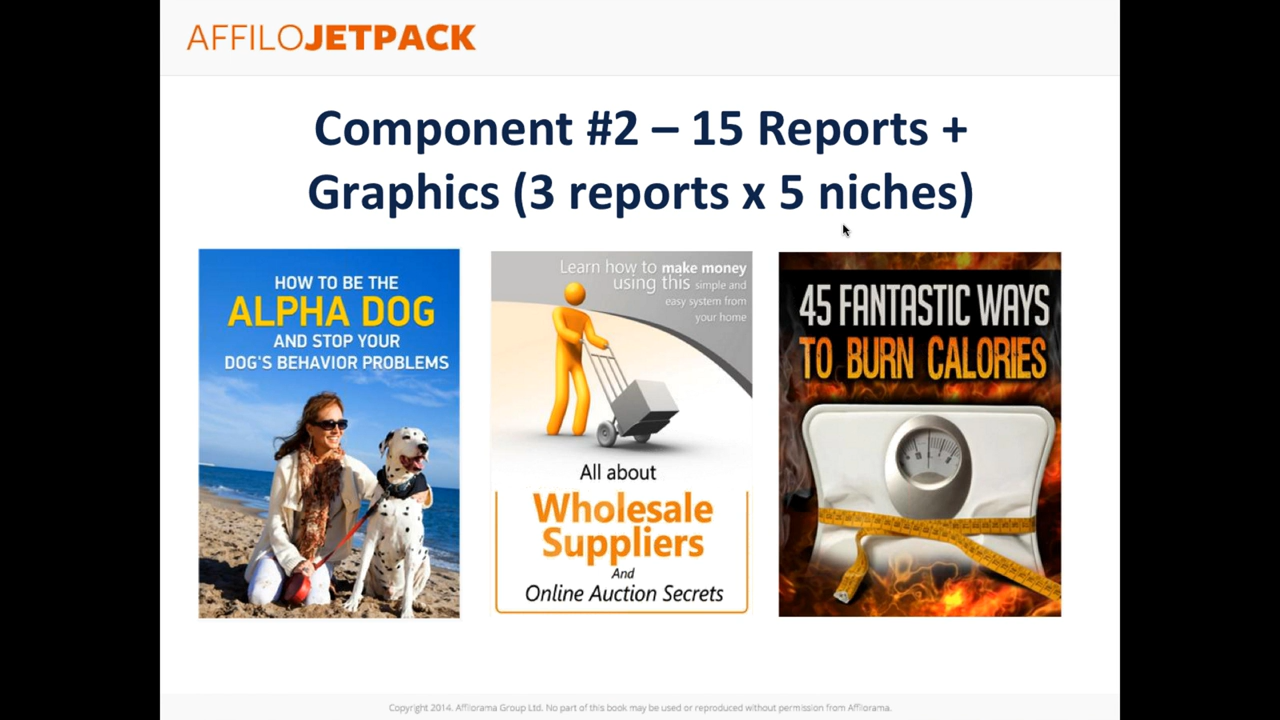 AFFILOJETPACK
Component #2 – 15 Reports +
Graphics (3 reports x 5 niches)
HOW TO BE THE
ALPHA DOG
AND STOP YOUR
DOG'S BEHAVIOR PROBLEMS
Learn how to make money
using this simple and
easy system from
your home
All about
Wholesale
Suppliers
And
Online Auction Secrets
45 FANTASTIC WAYS
TO BURN CALORIES
Copyright 2014. Affilorama Group Ltd. No part of this book may be used or reproduced without permission from Affilorama.